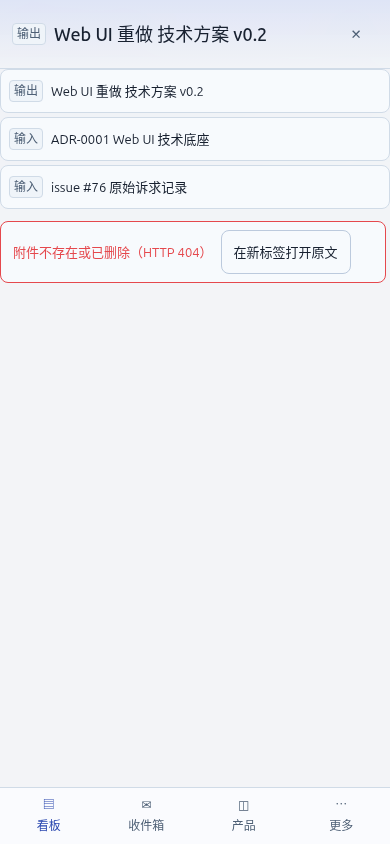 输出 Web UI 重做 技术方案 v0.2 ×
输出 Web UI 重做 技术方案 v0.2
输入 ADR-0001 Web UI 技术底座
输入 issue #76 原始诉求记录
附件不存在或已删除（HTTP 404） 在新标签打开原文
看板 收件箱 产品 更多